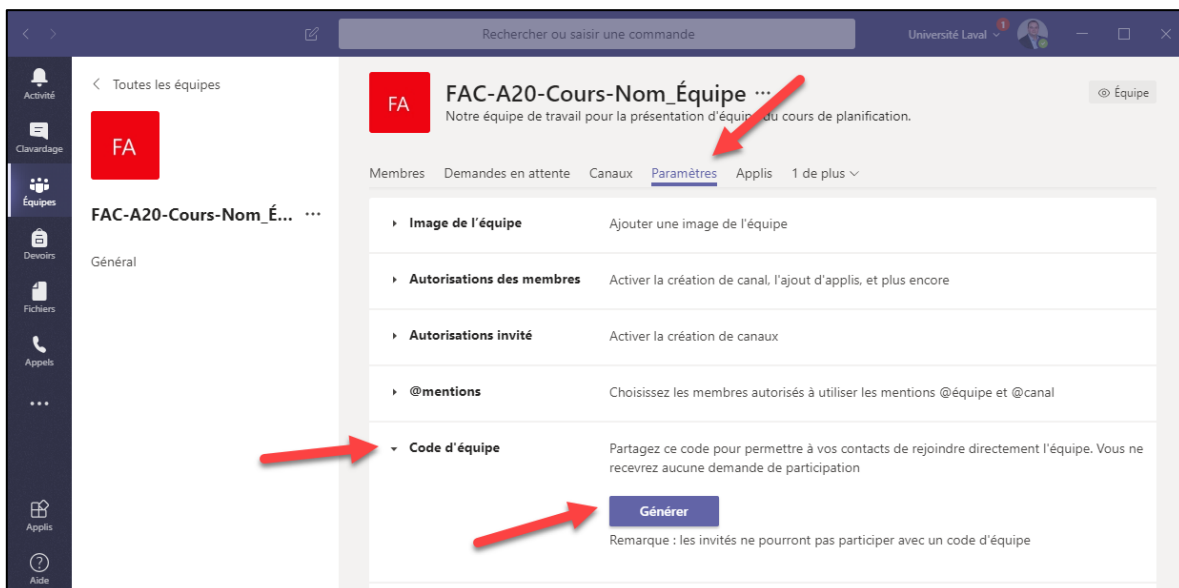 Rechercher ou saisir une commande
Université Laval
1
Activité
Clavardage
Équipes
Devoirs
Fichiers
Appels
Applis
Aide
Toutes les équipes
FA
FAC-A20-Cours-Nom_É...
Général
FA
FAC-A20-Cours-Nom_Équipe
Notre équipe de travail pour la présentation d'équipe du cours de planification.
Équipe
Membres Demandes en attente Canaux Paramètres Applis 1 de plus
Image de l'équipe Ajouter une image de l'équipe
Autorisations des membres Activer la création de canal, l'ajout d'applis, et plus encore
Autorisations invité Activer la création de canaux
@mentions Choisissez les membres autorisés à utiliser les mentions @équipe et @canal
Code d'équipe Partagez ce code pour permettre à vos contacts de rejoindre directement l'équipe. Vous ne
recevrez aucune demande de participation
Générer
Remarque : les invités ne pourront pas participer avec un code d'équipe